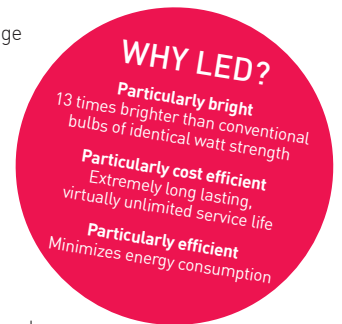 ge
WHY LED?
Particularly bright
13 times brighter than conventional
bulbs of identical watt strength
Particularly cost efficient
Extremely long lasting,
virtually unlimited service life
Particularly efficient
Minimizes energy consumption